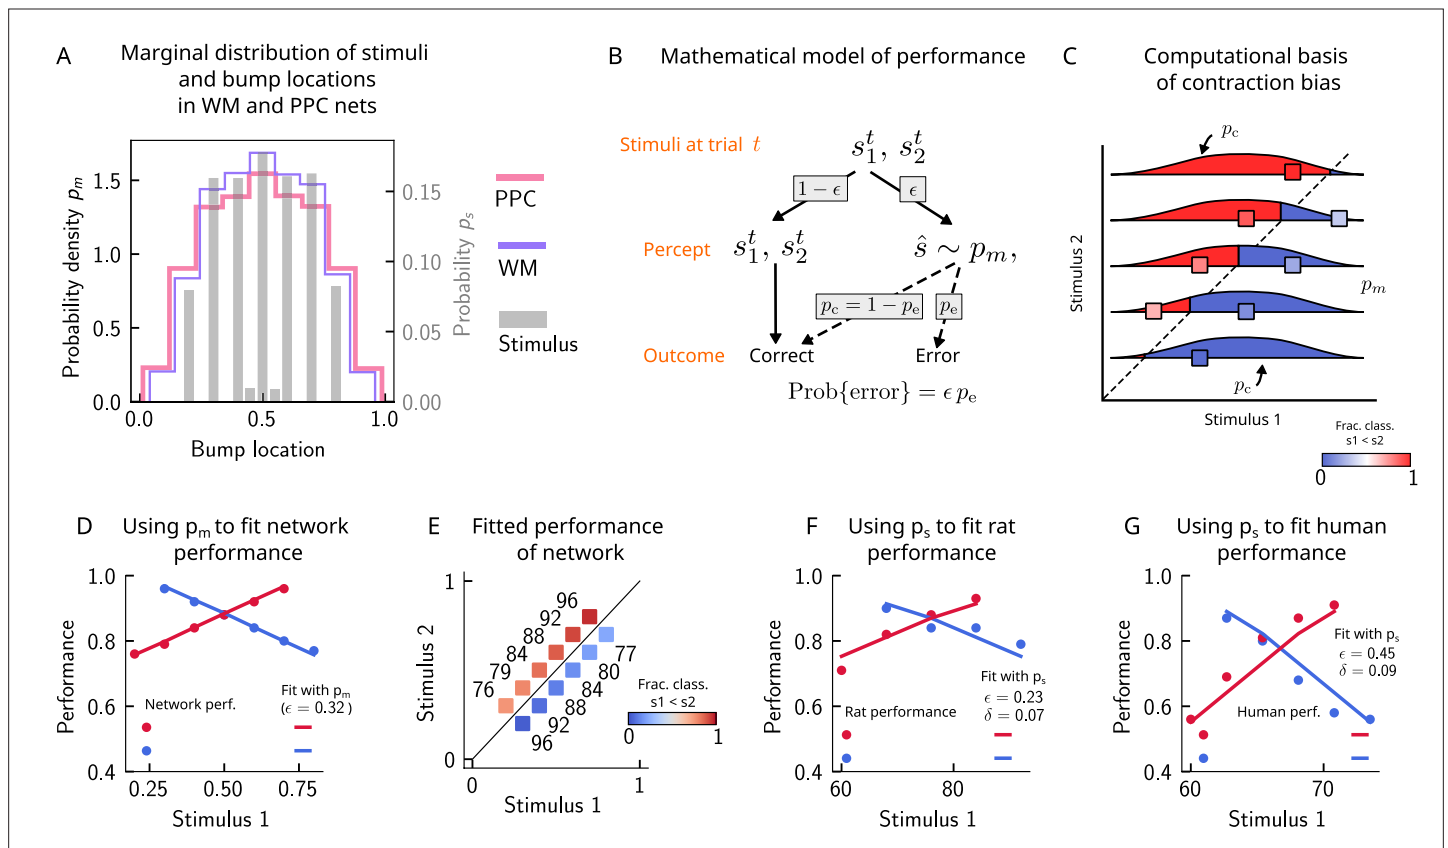 A
Marginal distribution of stimuli
and bump locations
in WM and PPC nets
Probability density p_m
1.5
1.0
0.5
0.0
0.15
0.10
0.05
0.00
Probability p_s
0.0
0.5
1.0
Bump location
PPC
WM
Stimulus
B
Mathematical model of performance
Stimuli at trial t
s_1^t, s_2^t
1 − ϵ
ϵ
Percept
s_1^t, s_2^t
ŝ ∼ p_m,
p_c = 1 − p_e
p_e
Outcome
Correct
Error
Prob{error} = ϵ p_e
C
Computational basis
of contraction bias
p_c
Stimulus 2
p_m
p_c
Stimulus 1
Frac. class.
s1 < s2
0
1
D
Using p_m to fit network
performance
Performance
1.0
0.8
0.6
0.4
Network perf.
Fit with p_m
(ϵ = 0.32)
0.25
0.50
0.75
Stimulus 1
E
Fitted performance
of network
Stimulus 2
1
0
96
92
88
84
79
76
77
80
84
88
92
96
Frac. class.
s1 < s2
0
1
0
1
Stimulus 1
F
Using p_s to fit rat
performance
Performance
1.0
0.8
0.6
0.4
Rat performance
Fit with p_s
ϵ = 0.23
δ = 0.07
60
80
Stimulus 1
G
Using p_s to fit human
performance
Performance
1.0
0.8
0.6
0.4
Human perf.
Fit with p_s
ϵ = 0.45
δ = 0.09
60
70
Stimulus 1